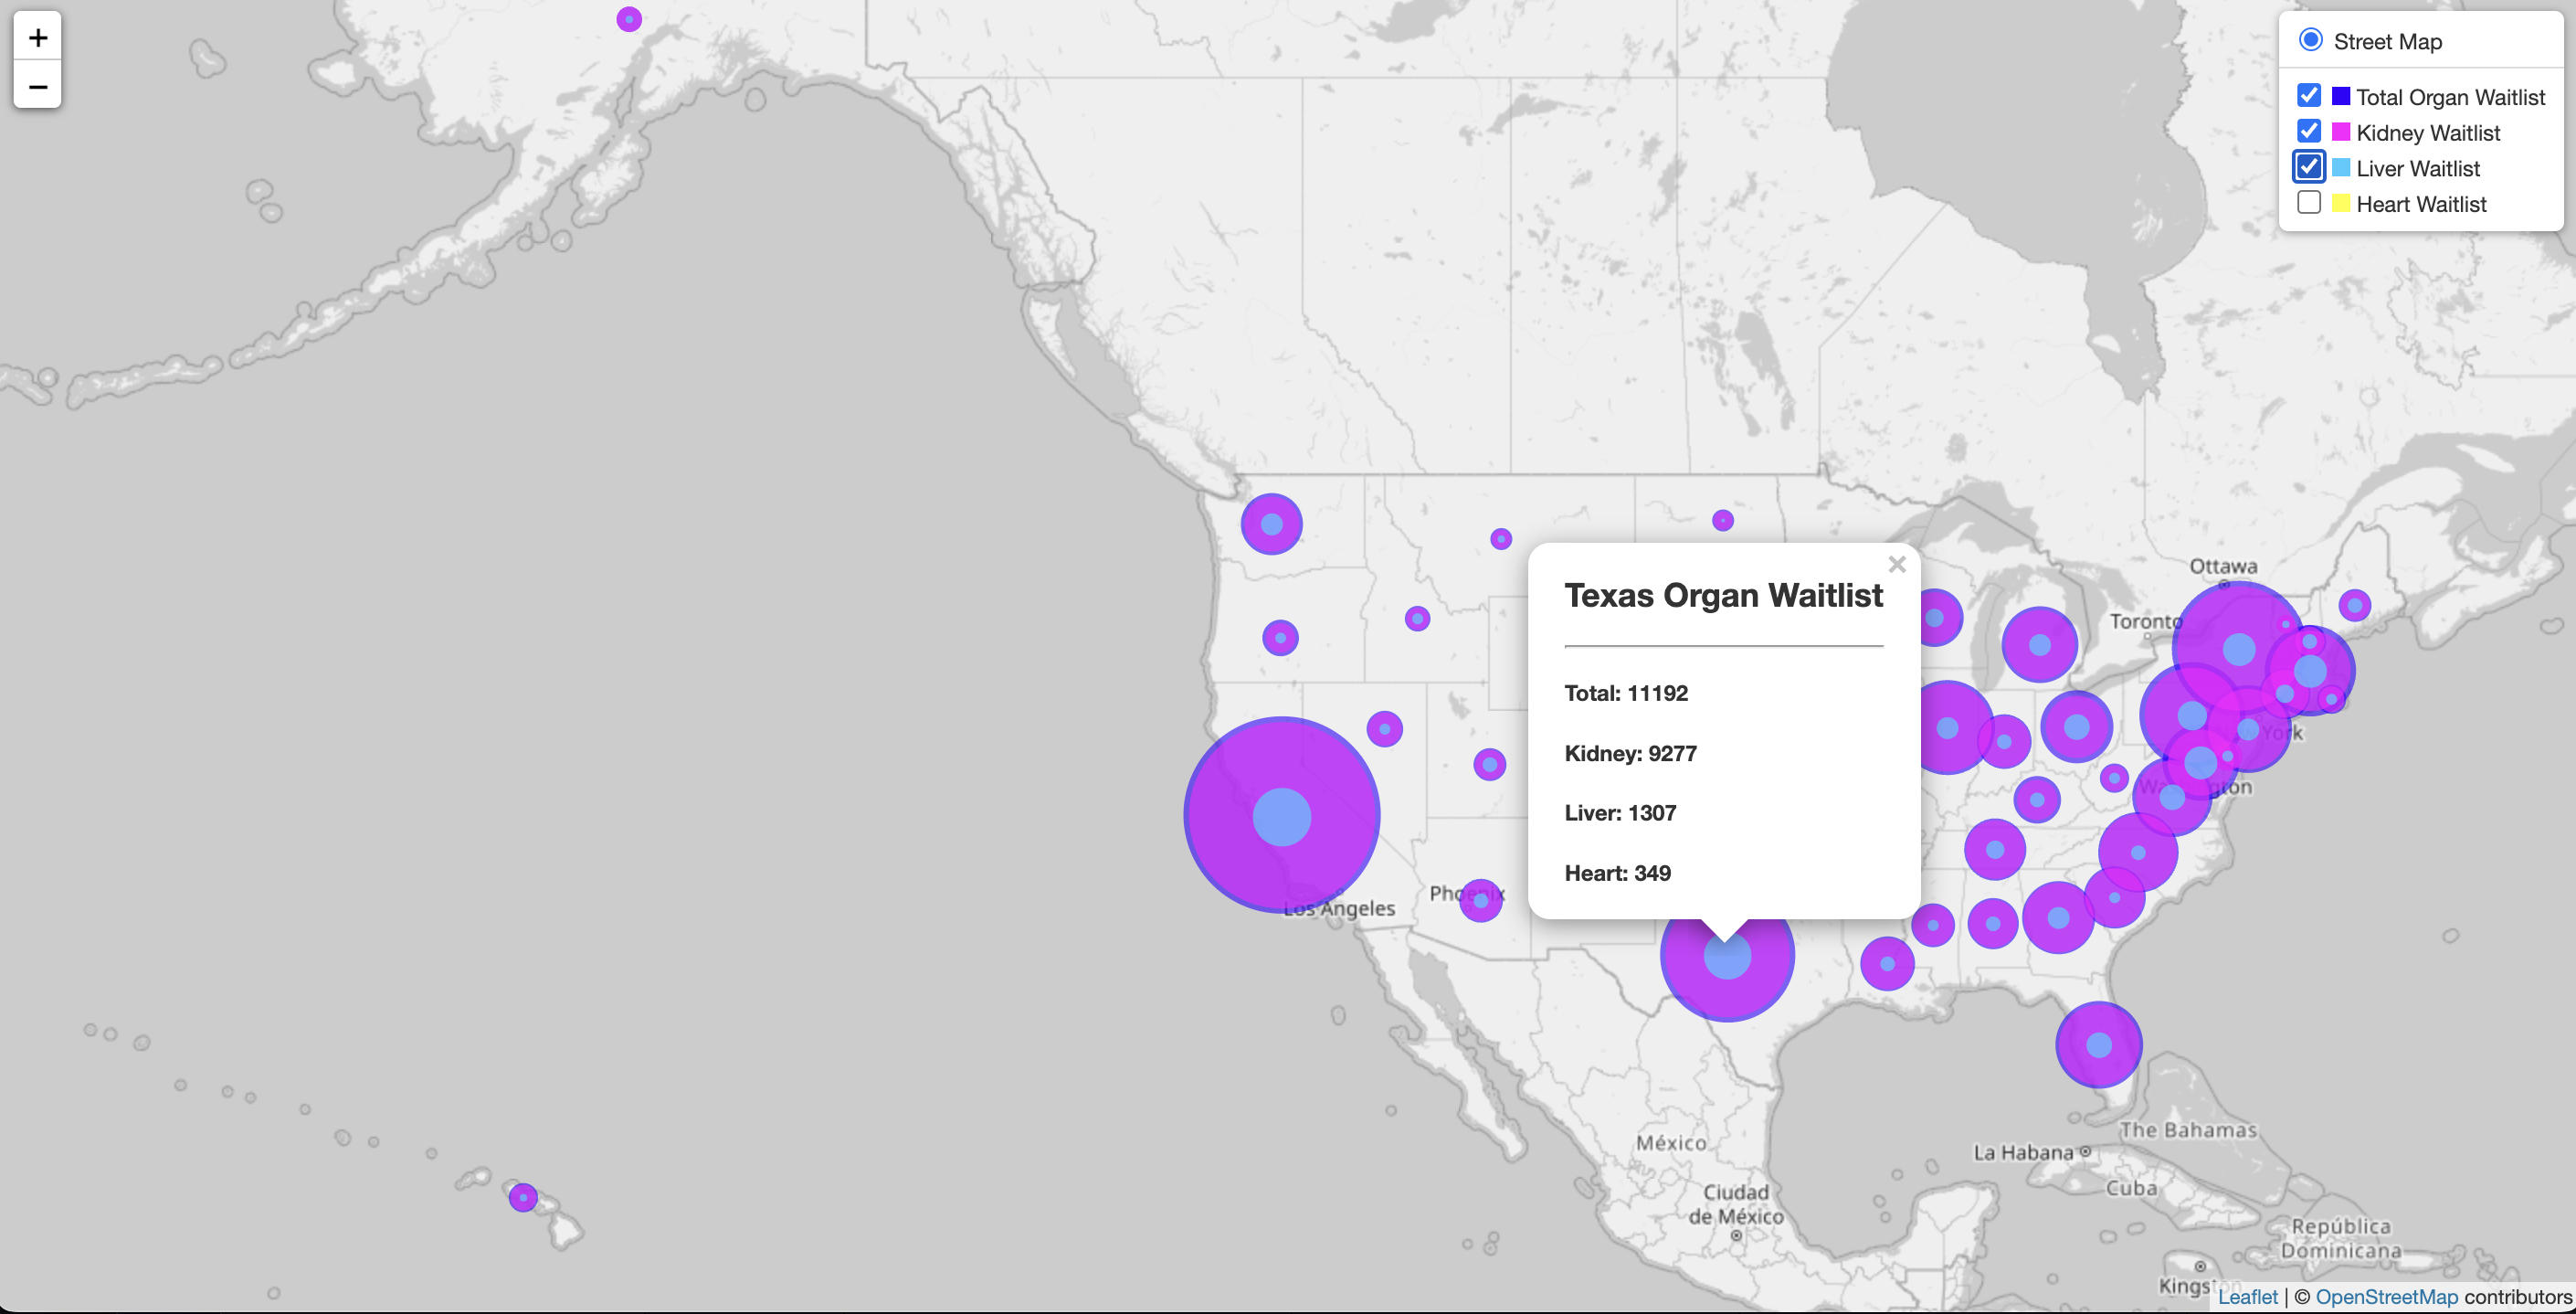 +
−
Street Map
Total Organ Waitlist
Kidney Waitlist
Liver Waitlist
Heart Waitlist
Ottawa
Toronto
Texas Organ Waitlist
×
Total: 11192
Kidney: 9277
Liver: 1307
Heart: 349
York
Los Angeles
Phoenix
México
The Bahamas
La Habana
Cuba
Ciudad
de México
República
Dominicana
Leaflet | © OpenStreetMap contributors